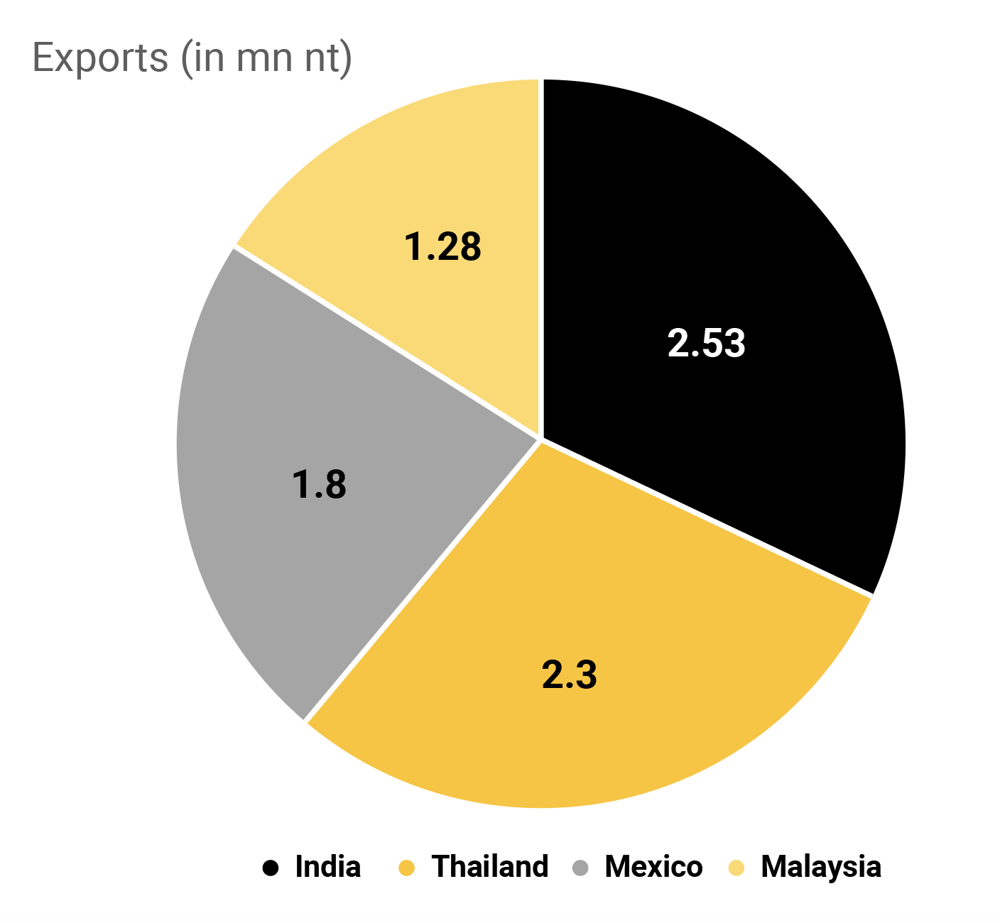 Exports (in mn nt)
1.28
2.53
1.8
2.3
India Thailand Mexico Malaysia